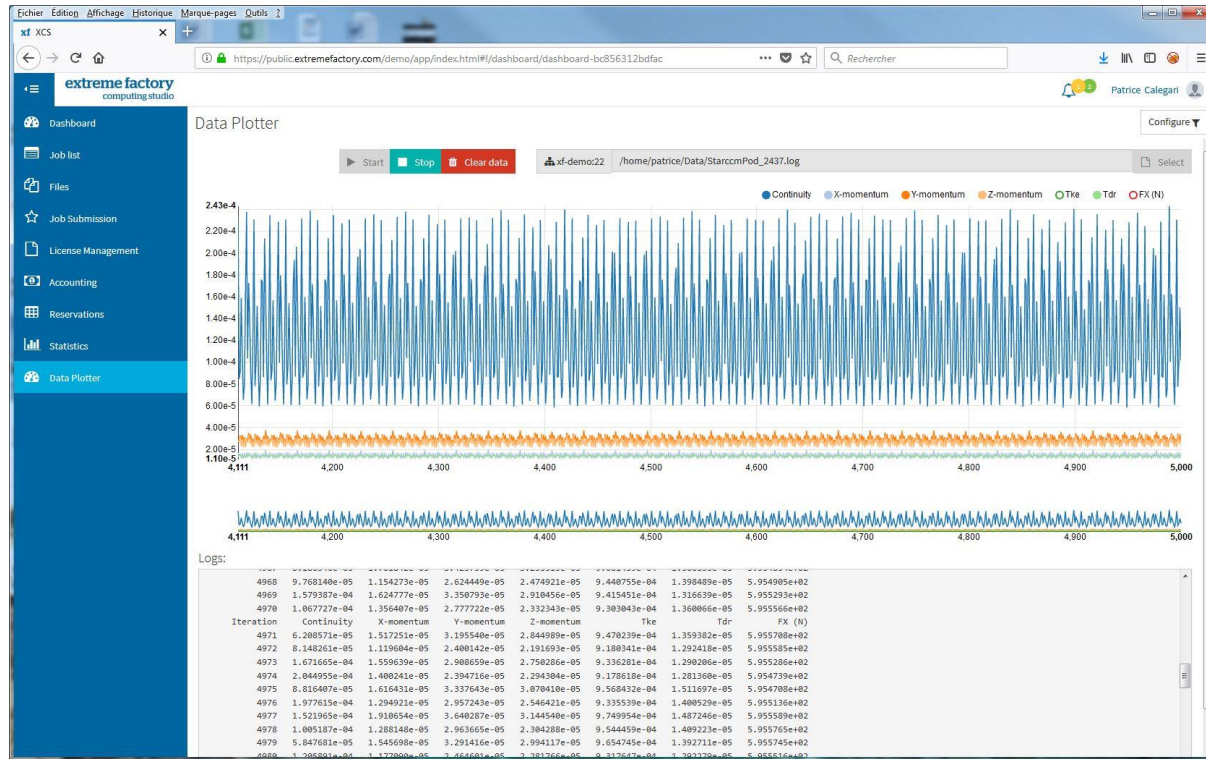 Fichier Édition Affichage Historique Marque-pages Outils ?
xf XCS
https://public.extremefactory.com/demo/app/index.html#!/dashboard/dashboard-bc856312bdfac
Rechercher
extreme factory
computing studio
1 2 Patrice Calegari
Dashboard
Job list
Files
Job Submission
License Management
Accounting
Reservations
Statistics
Data Plotter
Data Plotter
Configure
Start Stop Clear data xf-demo:22 /home/patrice/Data/StarccmPod_2437.log Select
Continuity X-momentum Y-momentum Z-momentum Tke Tdr FX (N)
2.43e-4
2.20e-4
2.00e-4
1.80e-4
1.60e-4
1.40e-4
1.20e-4
1.00e-4
8.00e-5
6.00e-5
4.00e-5
2.00e-5
1.10e-5
4,111 4,200 4,300 4,400 4,500 4,600 4,700 4,800 4,900 5,000
4,111 4,200 4,300 4,400 4,500 4,600 4,700 4,800 4,900 5,000
Logs:
4968 9.768140e-05 1.154273e-05 2.624449e-05 2.474921e-05 9.440755e-04 1.398489e-05 5.954905e+02
4969 1.579387e-04 1.624777e-05 3.350793e-05 2.910456e-05 9.415451e-04 1.316639e-05 5.955293e+02
4970 1.067727e-04 1.356407e-05 2.777722e-05 2.332343e-05 9.303043e-04 1.360066e-05 5.955566e+02
Iteration Continuity X-momentum Y-momentum Z-momentum Tke Tdr FX (N)
4971 6.208571e-05 1.517251e-05 3.195540e-05 2.844989e-05 9.470239e-04 1.359382e-05 5.955708e+02
4972 8.148261e-05 1.119604e-05 2.400142e-05 2.191693e-05 9.180341e-04 1.292418e-05 5.955585e+02
4973 1.671665e-04 1.559639e-05 2.908659e-05 2.750286e-05 9.336281e-04 1.290206e-05 5.955286e+02
4974 2.044955e-04 1.400241e-05 2.394716e-05 2.294304e-05 9.178618e-04 1.281360e-05 5.954739e+02
4975 8.816407e-05 1.616431e-05 3.337643e-05 3.070410e-05 9.568432e-04 1.511697e-05 5.954708e+02
4976 1.977615e-04 1.294921e-05 2.957243e-05 2.546421e-05 9.335539e-04 1.400529e-05 5.955136e+02
4977 1.521965e-04 1.910654e-05 3.640287e-05 3.144540e-05 9.749954e-04 1.487246e-05 5.955589e+02
4978 1.005187e-04 1.288148e-05 2.963665e-05 2.304288e-05 9.544459e-04 1.409223e-05 5.955765e+02
4979 5.847681e-05 1.545698e-05 3.291416e-05 2.994117e-05 9.654745e-04 1.392711e-05 5.955745e+02